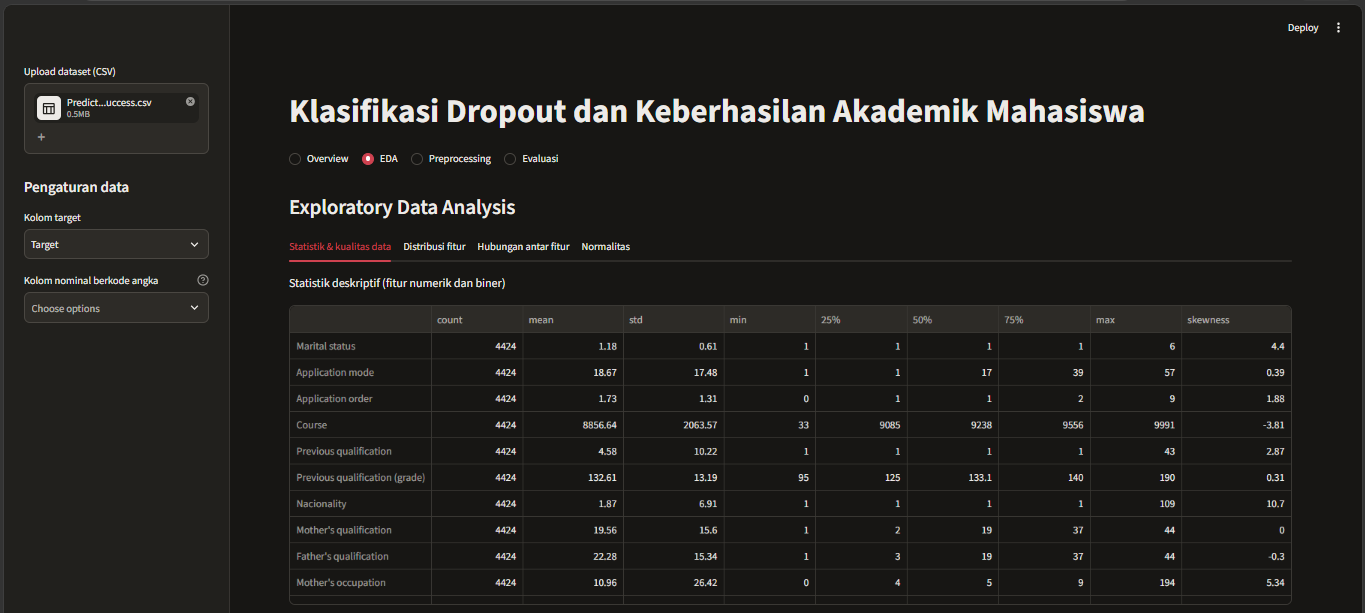 Deploy
Upload dataset (CSV)
Predict...uccess.csv
0.5MB
+
Pengaturan data
Kolom target
Target
Kolom nominal berkode angka
Choose options
Klasifikasi Dropout dan Keberhasilan Akademik Mahasiswa
Overview EDA Preprocessing Evaluasi
Exploratory Data Analysis
Statistik & kualitas data Distribusi fitur Hubungan antar fitur Normalitas
Statistik deskriptif (fitur numerik dan biner)
count mean std min 25% 50% 75% max skewness
Marital status 4424 1.18 0.61 1 1 1 1 6 4.4
Application mode 4424 18.67 17.48 1 1 17 39 57 0.39
Application order 4424 1.73 1.31 0 1 1 2 9 1.88
Course 4424 8856.64 2063.57 33 9085 9238 9556 9991 -3.81
Previous qualification 4424 4.58 10.22 1 1 1 1 43 2.87
Previous qualification (grade) 4424 132.61 13.19 95 125 133.1 140 190 0.31
Nacionality 4424 1.87 6.91 1 1 1 1 109 10.7
Mother's qualification 4424 19.56 15.6 1 2 19 37 44 0
Father's qualification 4424 22.28 15.34 1 3 19 37 44 -0.3
Mother's occupation 4424 10.96 26.42 0 4 5 9 194 5.34